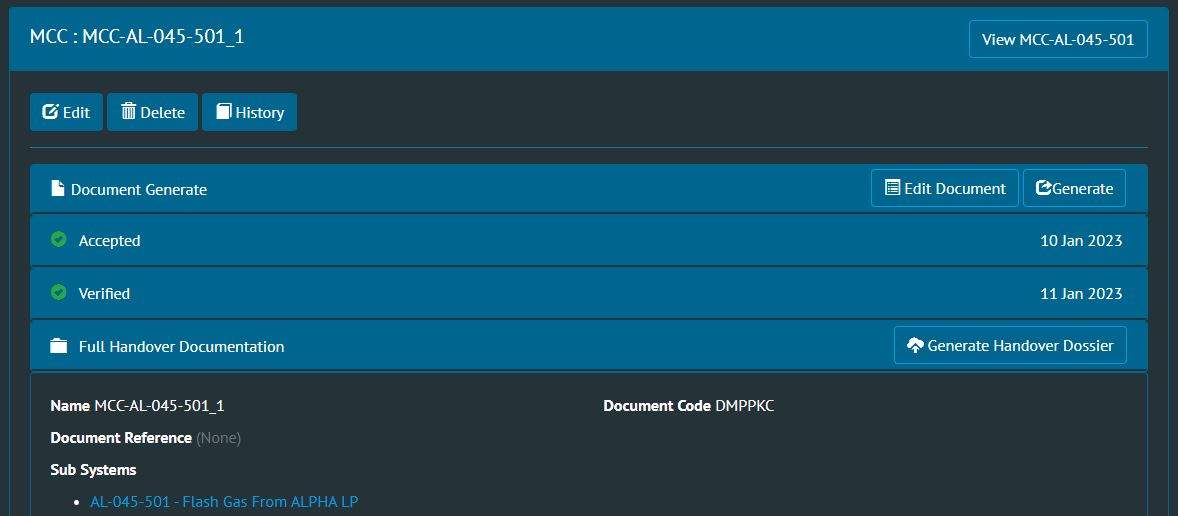 MCC : MCC-AL-045-501_1
View MCC-AL-045-501
Edit Delete History
Document Generate
Edit Document Generate
Accepted 10 Jan 2023
Verified 11 Jan 2023
Full Handover Documentation Generate Handover Dossier
Name MCC-AL-045-501_1 Document Code DMPPKC
Document Reference (None)
Sub Systems
• AL-045-501 - Flash Gas From ALPHA LP